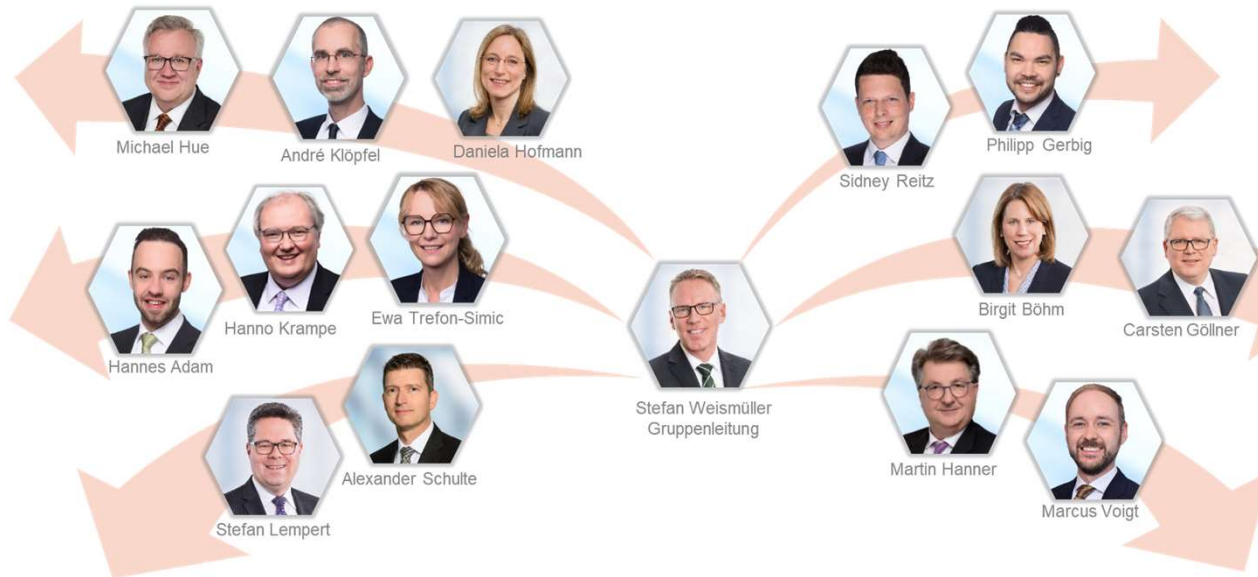 Michael Hue
André Klöpfel
Daniela Hofmann
Sidney Reitz
Philipp Gerbig
Hannes Adam
Hanno Krampe
Ewa Trefon-Simic
Birgit Böhm
Carsten Göllner
Stefan Weismüller
Gruppenleitung
Stefan Lempert
Alexander Schulte
Martin Hanner
Marcus Voigt